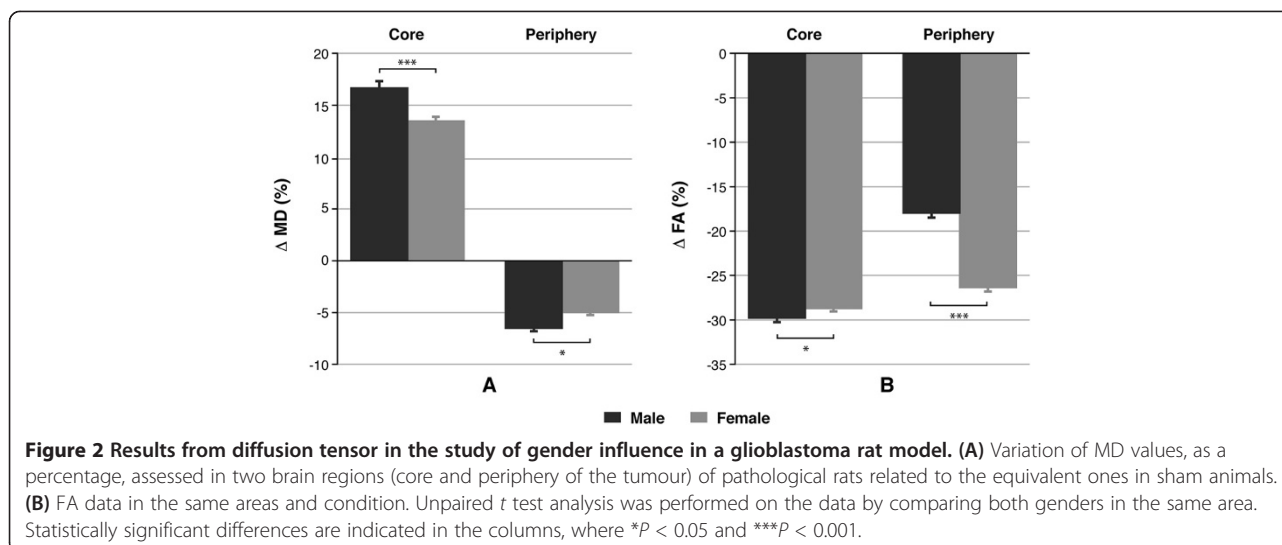 Core Periphery
20
15
10
5
0
-5
-10
Δ MD (%)
***
*
A
Core Periphery
0
-5
-10
-15
-20
-25
-30
-35
Δ FA (%)
*
***
B
Male Female
Figure 2 Results from diffusion tensor in the study of gender influence in a glioblastoma rat model. (A) Variation of MD values, as a
percentage, assessed in two brain regions (core and periphery of the tumour) of pathological rats related to the equivalent ones in sham animals.
(B) FA data in the same areas and condition. Unpaired t test analysis was performed on the data by comparing both genders in the same area.
Statistically significant differences are indicated in the columns, where *P < 0.05 and ***P < 0.001.